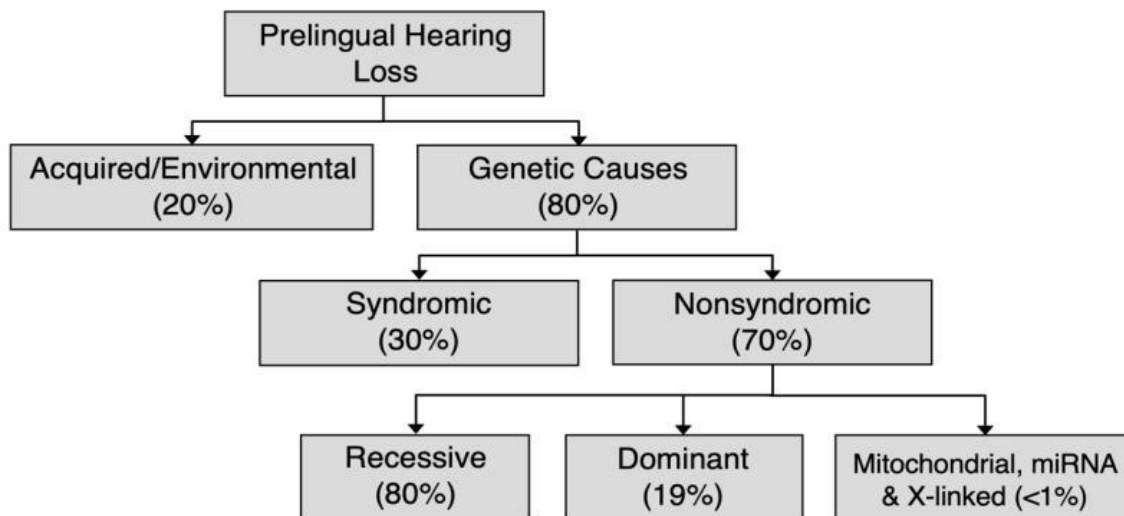 Prelingual Hearing
Loss
Acquired/Environmental
(20%)
Genetic Causes
(80%)
Syndromic
(30%)
Nonsyndromic
(70%)
Recessive
(80%)
Dominant
(19%)
Mitochondrial, miRNA
& X-linked (<1%)